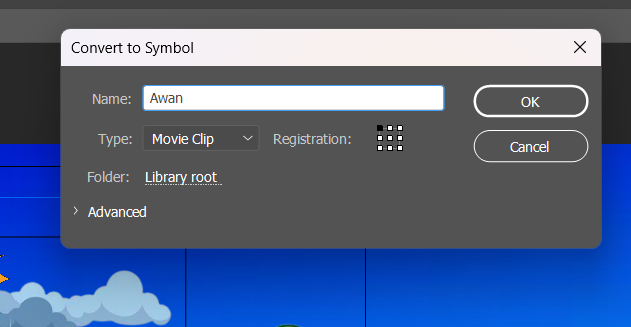 Convert to Symbol
Name: Awan
OK
Type: Movie Clip Registration:
Cancel
Folder: Library root
Advanced